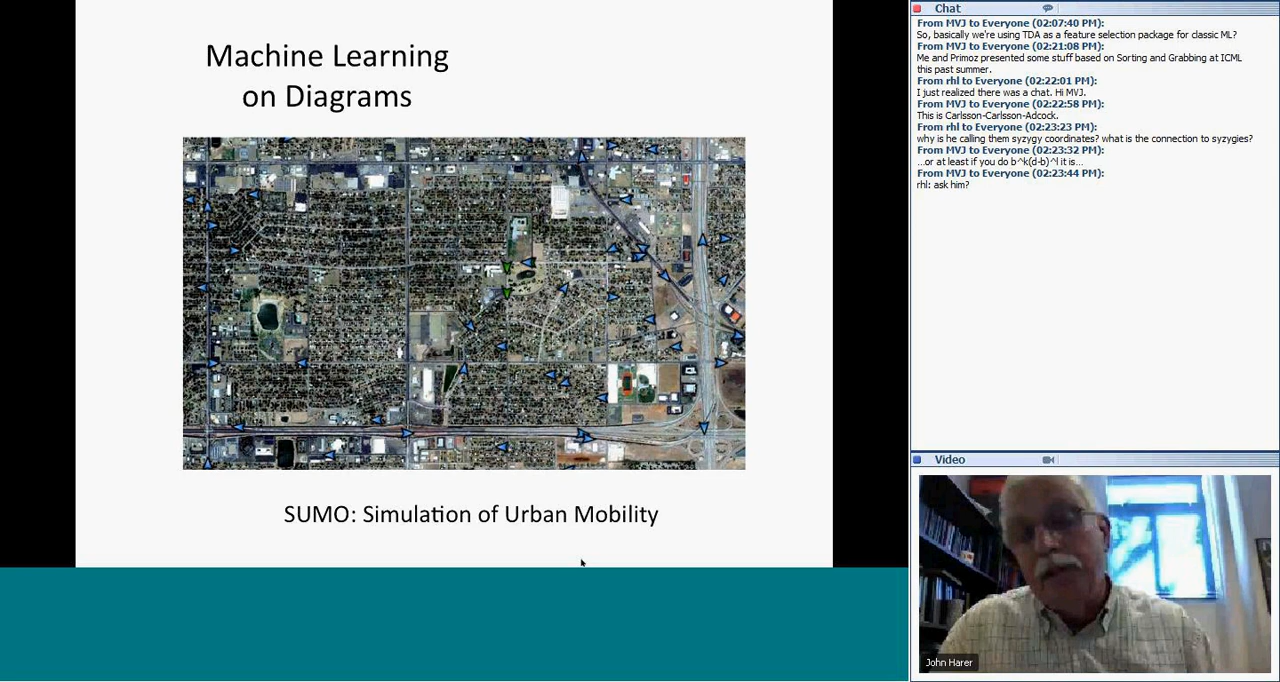 Machine Learning
on Diagrams
SUMO: Simulation of Urban Mobility
Chat
From MVJ to Everyone (02:07:40 PM):
So, basically we're using TDA as a feature selection package for classic ML?
From MVJ to Everyone (02:21:08 PM):
Me and Primoz presented some stuff based on Sorting and Grabbing at ICML
this past summer.
From rhl to Everyone (02:22:01 PM):
I just realized there was a chat. Hi MVJ.
From MVJ to Everyone (02:22:58 PM):
This is Carlsson-Carlsson-Adcock.
From rhl to Everyone (02:23:23 PM):
why is he calling them syzygy coordinates? what is the connection to syzygies?
From MVJ to Everyone (02:23:32 PM):
...or at least if you do b^k(d-b)^l it is...
From MVJ to Everyone (02:23:44 PM):
rhl: ask him?
Video
John Harer